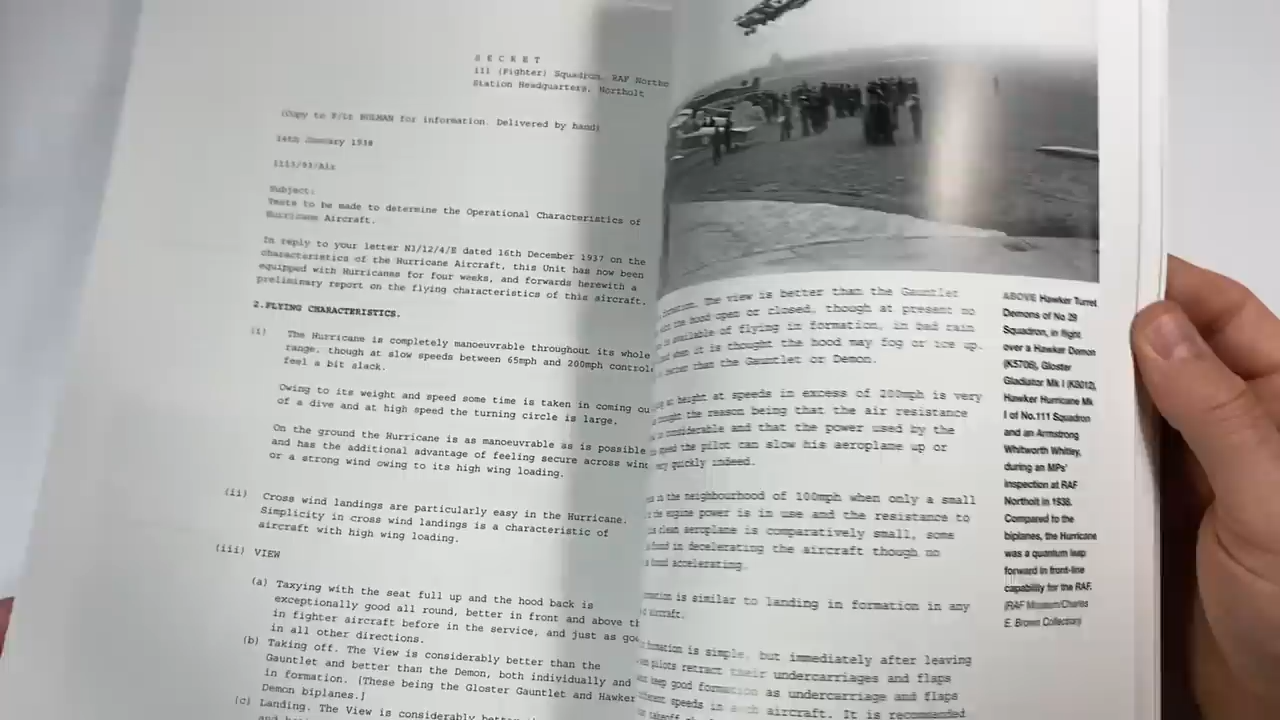 S E C R E T
111 (Fighter) Squadron, RAF Northo
Station Headquarters, Northolt
(Copy to F/Lt BULMAN for information. Delivered by hand)
14th January 1938
Subject:
Tests to be made to determine the Operational Characteristics of
Hurricane Aircraft.
In reply to your letter N3/12/4/E dated 16th December 1937 on the
characteristics of the Hurricane Aircraft, this Unit has now been
equipped with Hurricanes for four weeks, and forwards herewith a
preliminary report on the flying characteristics of this aircraft.
2.FLYING CHARACTERISTICS.
(i) The Hurricane is completely manoeuvrable throughout its whole
range, though at slow speeds between 65mph and 200mph control
feel a bit slack.
Owing to its weight and speed some time is taken in coming ou
of a dive and at high speed the turning circle is large.
On the ground the Hurricane is as manoeuvrable as is possible
and has the additional advantage of feeling secure across wind
or a strong wind owing to its high wing loading.
(ii) Cross wind landings are particularly easy in the Hurricane.
Simplicity in cross wind landings is a characteristic of
aircraft with high wing loading.
(iii) VIEW
(a) Taxying with the seat full up and the hood back is
exceptionally good all round, better in front and above th
in fighter aircraft before in the service, and just as goo
in all other directions.
(b) Taking off. The View is considerably better than the
Gauntlet and better than the Demon, both individually and
in formation. [These being the Gloster Gauntlet and Hawker
Demon biplanes.]
(c) Landing. The View is considerably
formation. The view is better than the Gauntlet
the hood open or closed, though at present no
is available of flying in formation, in bad rain
when it is thought the hood may fog or ice up.
better than the Gauntlet or Demon.
height at speeds in excess of 200mph is very
thought the reason being that the air resistance
is considerable and that the power used by the
speed the pilot can slow his aeroplane up or
very quickly indeed.
in the neighbourhood of 100mph when only a small
the engine power is in use and the resistance to
clean aeroplane is comparatively small, some
found in decelerating the aircraft though no
found accelerating.
formation is similar to landing in formation in any
aircraft.
formation is simple, but immediately after leaving
pilots retract their undercarriages and flaps
keep good formation as undercarriage and flaps
different speeds in each aircraft. It is recommended
ABOVE Hawker Turret
Demons of No 29
Squadron, in flight
over a Hawker Demon
(K5706), Gloster
Gladiator Mk I (K8012),
Hawker Hurricane Mk
I of No.111 Squadron
and an Armstrong
Whitworth Whitley,
during an MPs'
inspection at RAF
Northolt in 1938.
Compared to the
biplanes, the Hurricane
was a quantum leap
forward in front-line
capability for the RAF.
(RAF Museum/Charles
E. Brown Collection)